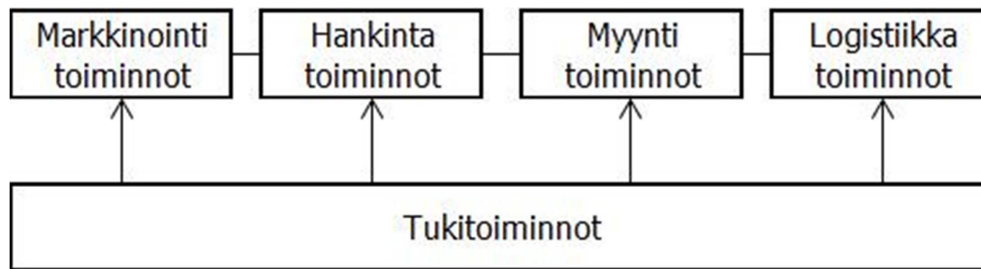 Markkinointi
toiminnot
Hankinta
toiminnot
Myynti
toiminnot
Logistiikka
toiminnot
Tukitoiminnot